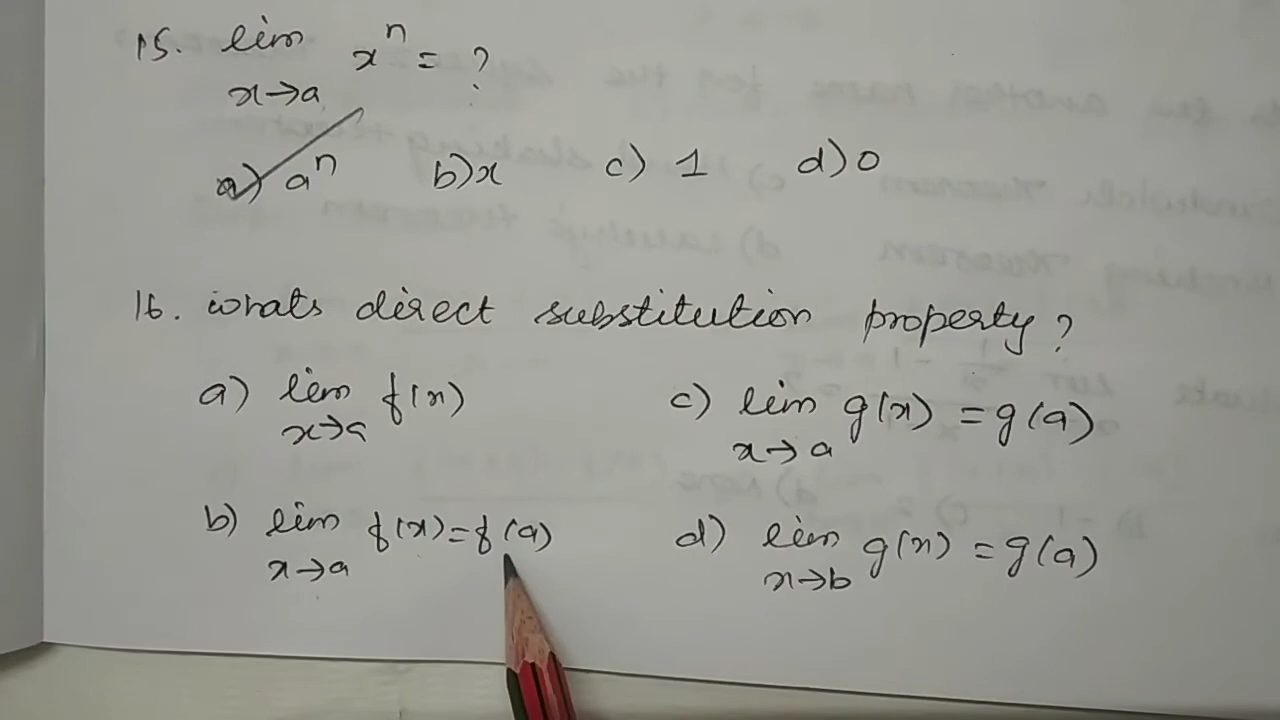 15. lim x^n = ?
x→a
a) a^n b) x c) 1 d) 0
16. whats direct substitution property?
a) lim f(x) c) lim g(x) = g(a)
x→a x→a
b) lim f(x) = f(a) d) lim g(x) = g(a)
x→a x→b